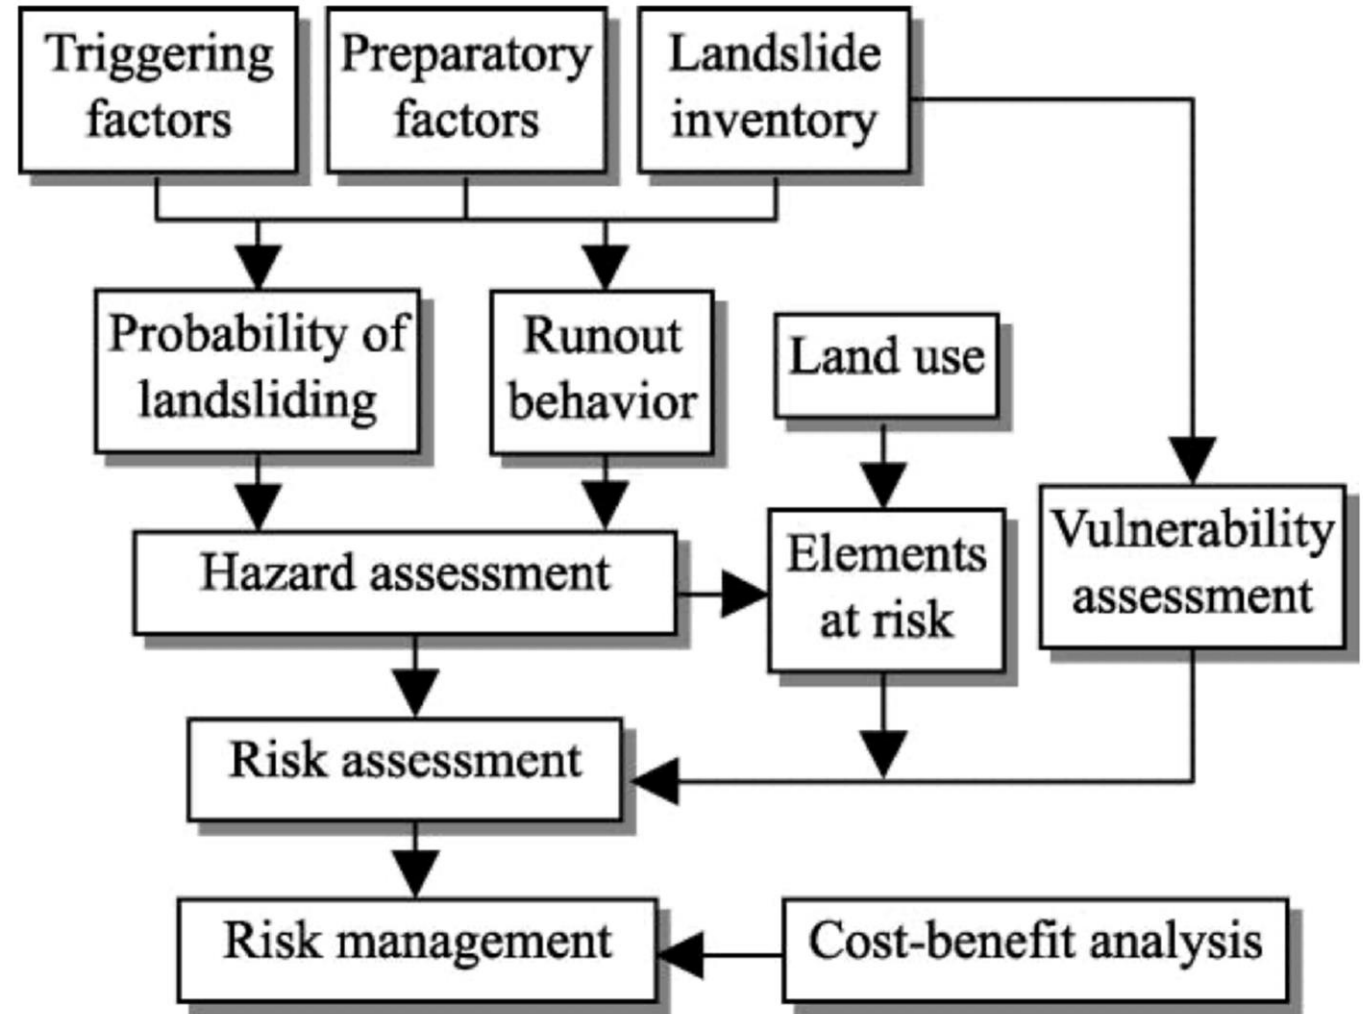 Triggering
factors
Preparatory
factors
Landslide
inventory
Probability of
landsliding
Runout
behavior
Land use
Hazard assessment
Elements
at risk
Vulnerability
assessment
Risk assessment
Risk management
Cost-benefit analysis